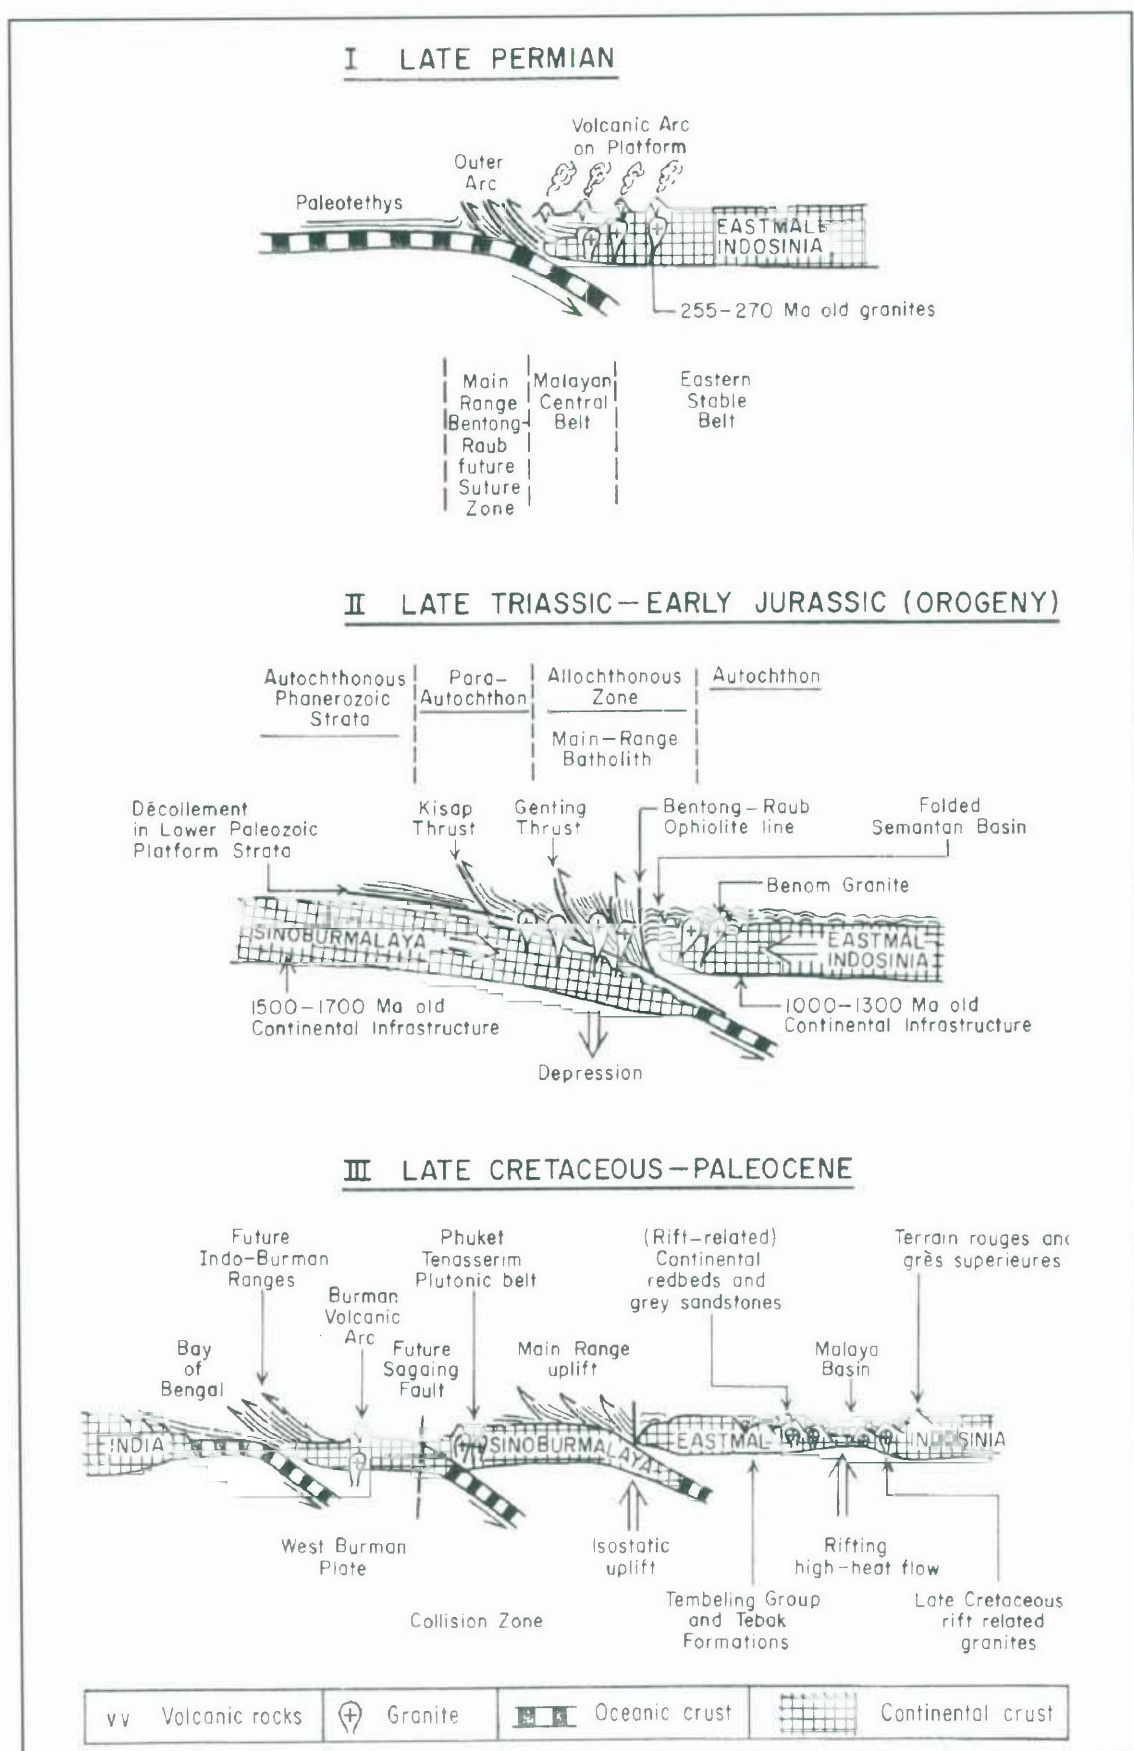 I LATE PERMIAN
Volcanic Arc
on Platform
Outer
Arc
Paleotethys
EASTMAL
INDOSINIA
255-270 Ma old granites
Main
Range
Bentong-
Raub
future
Suture
Zone
Malayan
Central
Belt
Eastern
Stable
Belt
II LATE TRIASSIC-EARLY JURASSIC (OROGENY)
Autochthonous
Phanerozoic
Strata
Para-
Autochthon
Allochthonous
Zone
Main-Range
Batholith
Autochthon
Décollement
in Lower Paleozoic
Platform Strata
Kisap
Thrust
Genting
Thrust
Bentong-Raub
Ophiolite line
Folded
Semantan Basin
Benom Granite
SINOBURMALAYA
EASTMAL
INDOSINIA
1500-1700 Ma old
Continental Infrastructure
1000-1300 Ma old
Continental Infrastructure
Depression
III LATE CRETACEOUS-PALEOCENE
Future
Indo-Burman
Ranges
Phuket
Tenasserim
Plutonic belt
(Rift-related)
Continental
redbeds and
grey sandstones
Terrain rouges and
grès superieures
Burman
Volcanic
Arc
Bay
of
Bengal
Future
Sagaing
Fault
Main Range
uplift
Malaya
Basin
INDIA
SINOBURMALAYA
EASTMAL-
INDOSINIA
West Burman
Plate
Isostatic
uplift
Rifting
high-heat flow
Collision Zone
Tembeling Group
and Tebak
Formations
Late Cretaceous
rift related
granites
vv Volcanic rocks
Granite
Oceanic crust
Continental crust